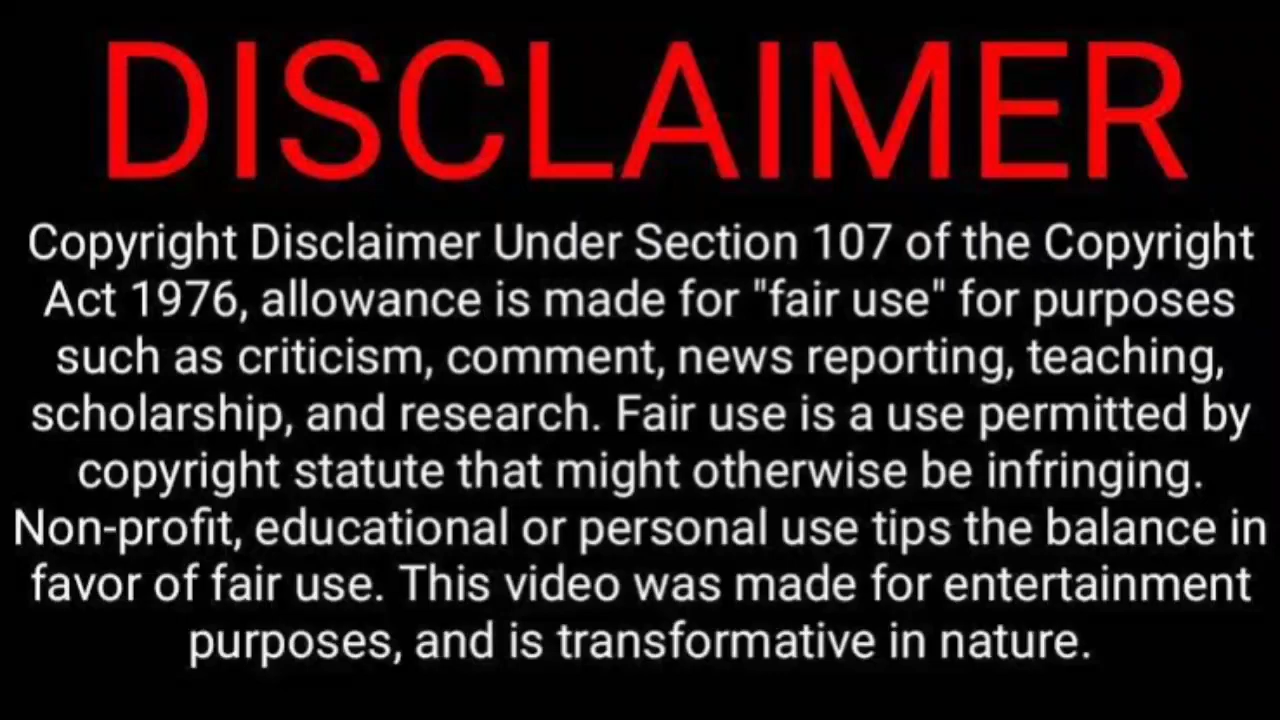 DISCLAIMER
Copyright Disclaimer Under Section 107 of the Copyright
Act 1976, allowance is made for "fair use" for purposes
such as criticism, comment, news reporting, teaching,
scholarship, and research. Fair use is a use permitted by
copyright statute that might otherwise be infringing.
Non-profit, educational or personal use tips the balance in
favor of fair use. This video was made for entertainment
purposes, and is transformative in nature.